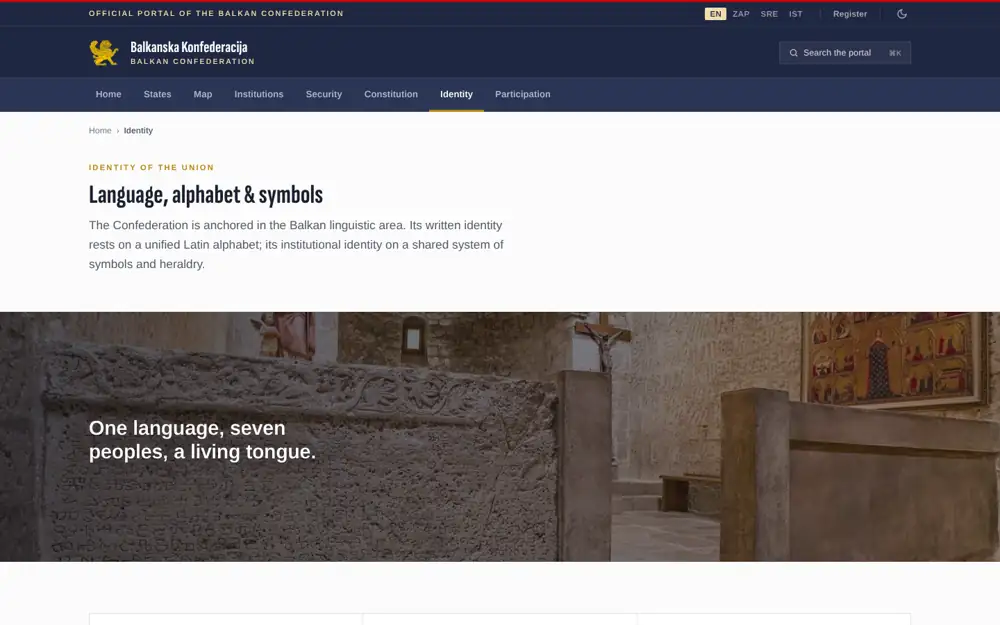 OFFICIAL PORTAL OF THE BALKAN CONFEDERATION
EN ZAP SRE IST Register
Balkanska Konfederacija
BALKAN CONFEDERATION
Search the portal ⌘K
Home States Map Institutions Security Constitution Identity Participation
Home › Identity
IDENTITY OF THE UNION
Language, alphabet & symbols
The Confederation is anchored in the Balkan linguistic area. Its written identity
rests on a unified Latin alphabet; its institutional identity on a shared system of
symbols and heraldry.
One language, seven
peoples, a living tongue.